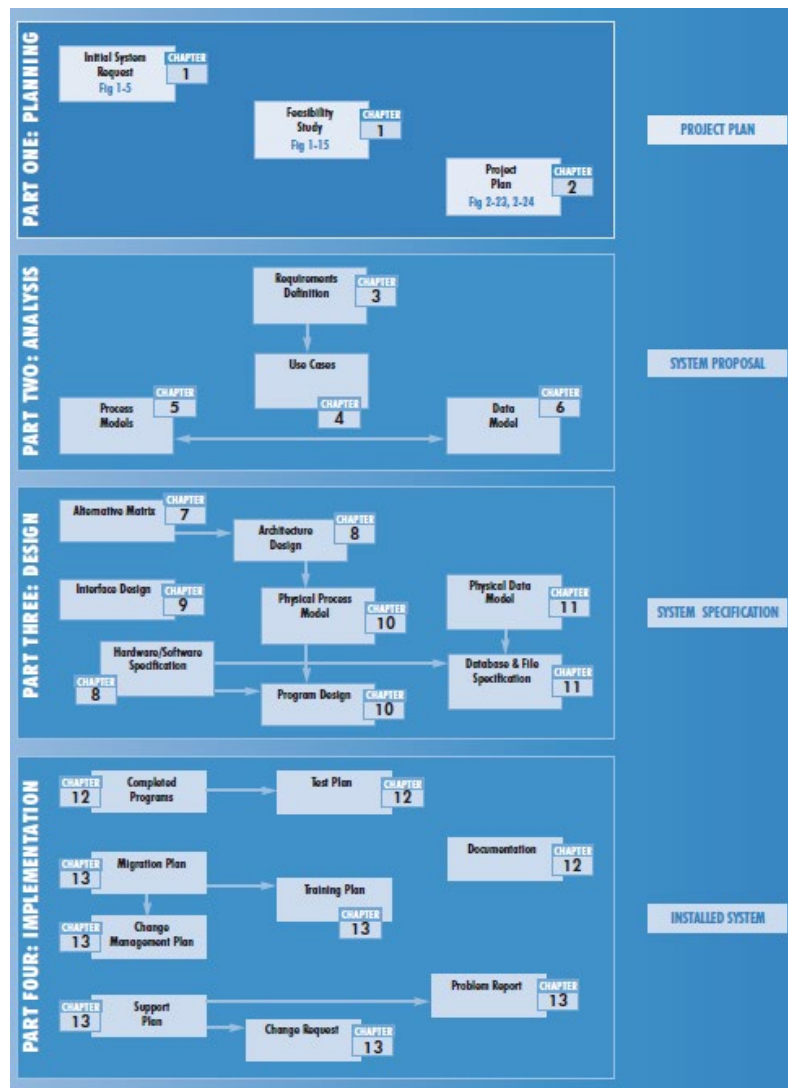 PART ONE: PLANNING
Initial System
Request
Fig 1-5
CHAPTER
1
Feasibility
Study
Fig 1-15
CHAPTER
1
Project
Plan
Fig 2-23, 2-24
CHAPTER
2
PROJECT PLAN
PART TWO: ANALYSIS
Requirements
Definition
CHAPTER
3
Use Cases
CHAPTER
4
Process
Models
CHAPTER
5
Data
Model
CHAPTER
6
SYSTEM PROPOSAL
PART THREE: DESIGN
Alternative Matrix
CHAPTER
7
Architecture
Design
CHAPTER
8
Interface Design
CHAPTER
9
Physical Process
Model
CHAPTER
10
Physical Data
Model
CHAPTER
11
Hardware/Software
Specification
CHAPTER
8
Program Design
CHAPTER
10
Database & File
Specification
CHAPTER
11
SYSTEM SPECIFICATION
PART FOUR: IMPLEMENTATION
CHAPTER
12
Completed
Programs
Test Plan
CHAPTER
12
Documentation
CHAPTER
12
CHAPTER
13
Migration Plan
Training Plan
CHAPTER
13
CHAPTER
13
Change
Management Plan
CHAPTER
13
Support
Plan
Problem Report
CHAPTER
13
Change Request
CHAPTER
13
INSTALLED SYSTEM